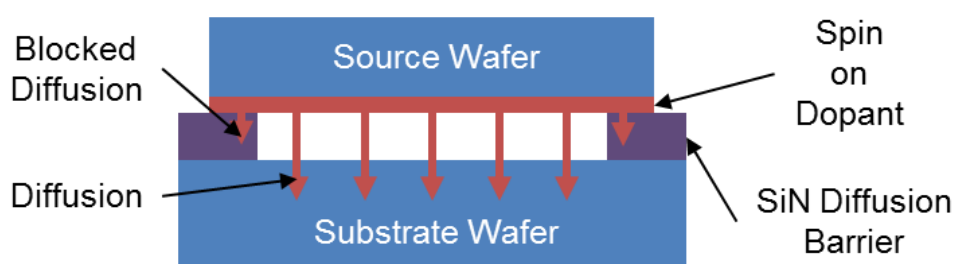 Blocked
Diffusion
Source Wafer
Spin
on
Dopant
Diffusion
Substrate Wafer
SiN Diffusion
Barrier